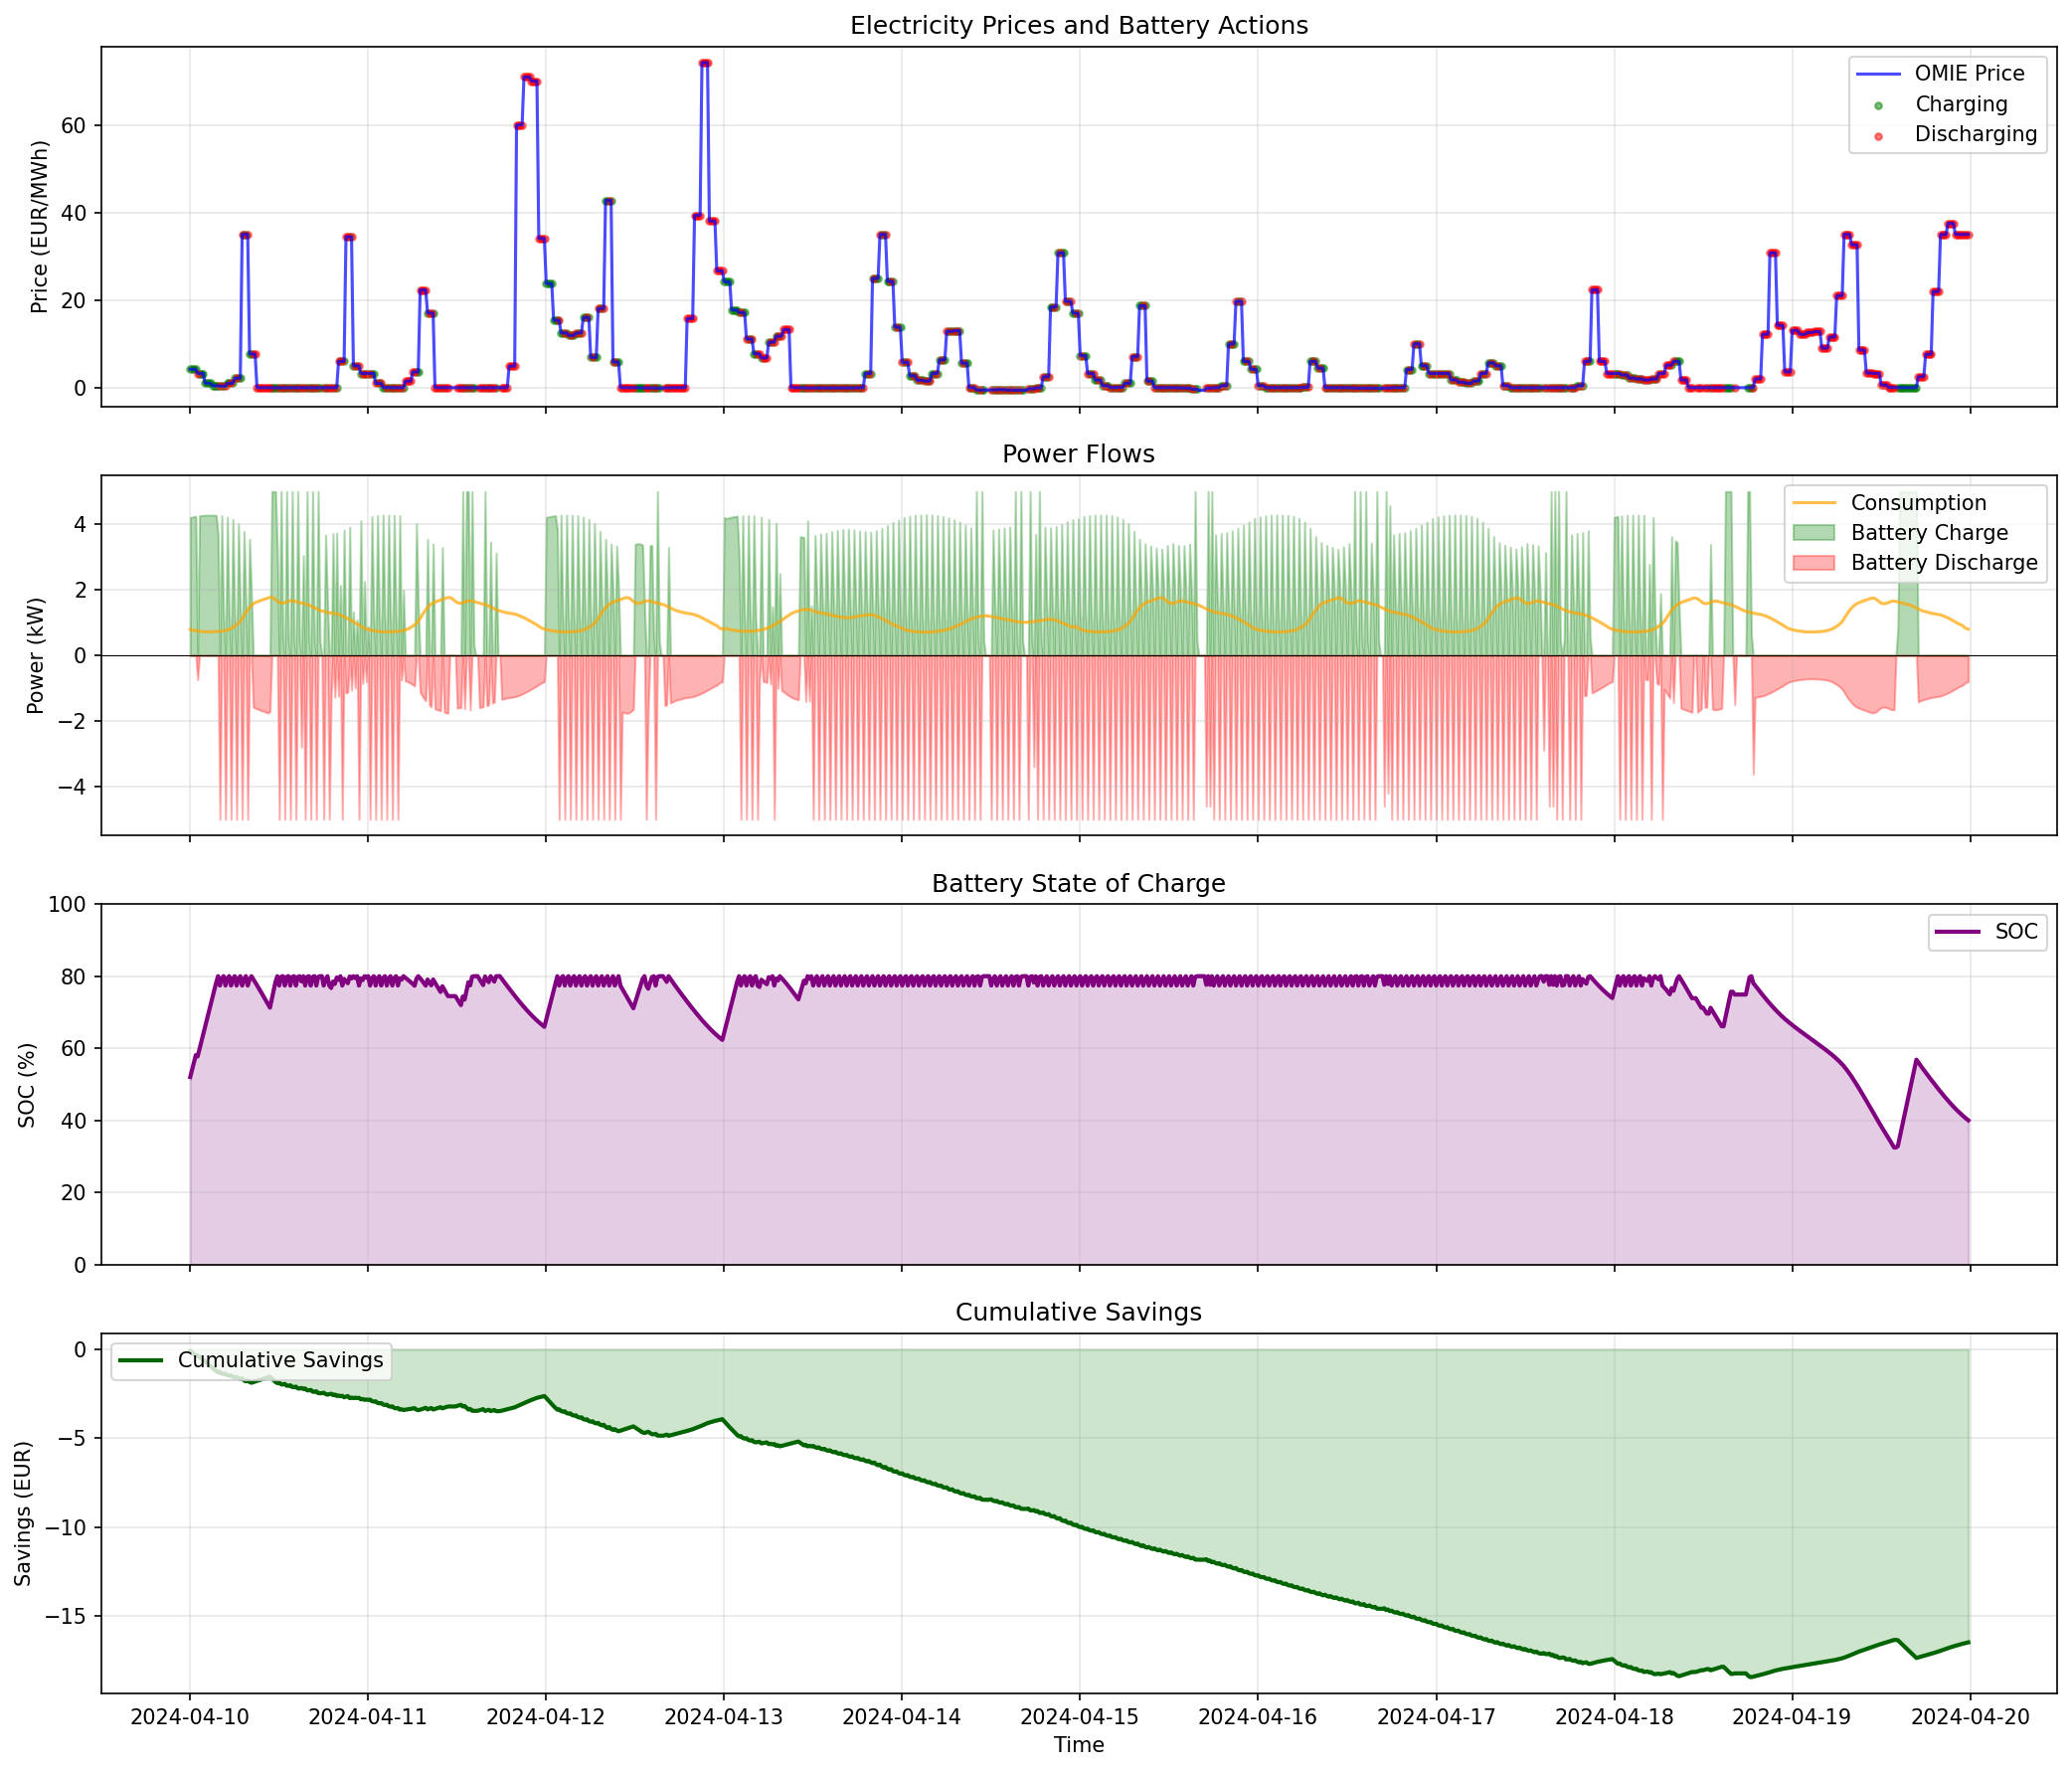 Electricity Prices and Battery Actions
Price (EUR/MWh)
60
40
20
0
OMIE Price
Charging
Discharging
Power Flows
Power (kW)
4
2
0
−2
−4
Consumption
Battery Charge
Battery Discharge
Battery State of Charge
SOC (%)
100
80
60
40
20
0
SOC
Cumulative Savings
Savings (EUR)
0
−5
−10
−15
Cumulative Savings
2024-04-10 2024-04-11 2024-04-12 2024-04-13 2024-04-14 2024-04-15 2024-04-16 2024-04-17 2024-04-18 2024-04-19 2024-04-20
Time